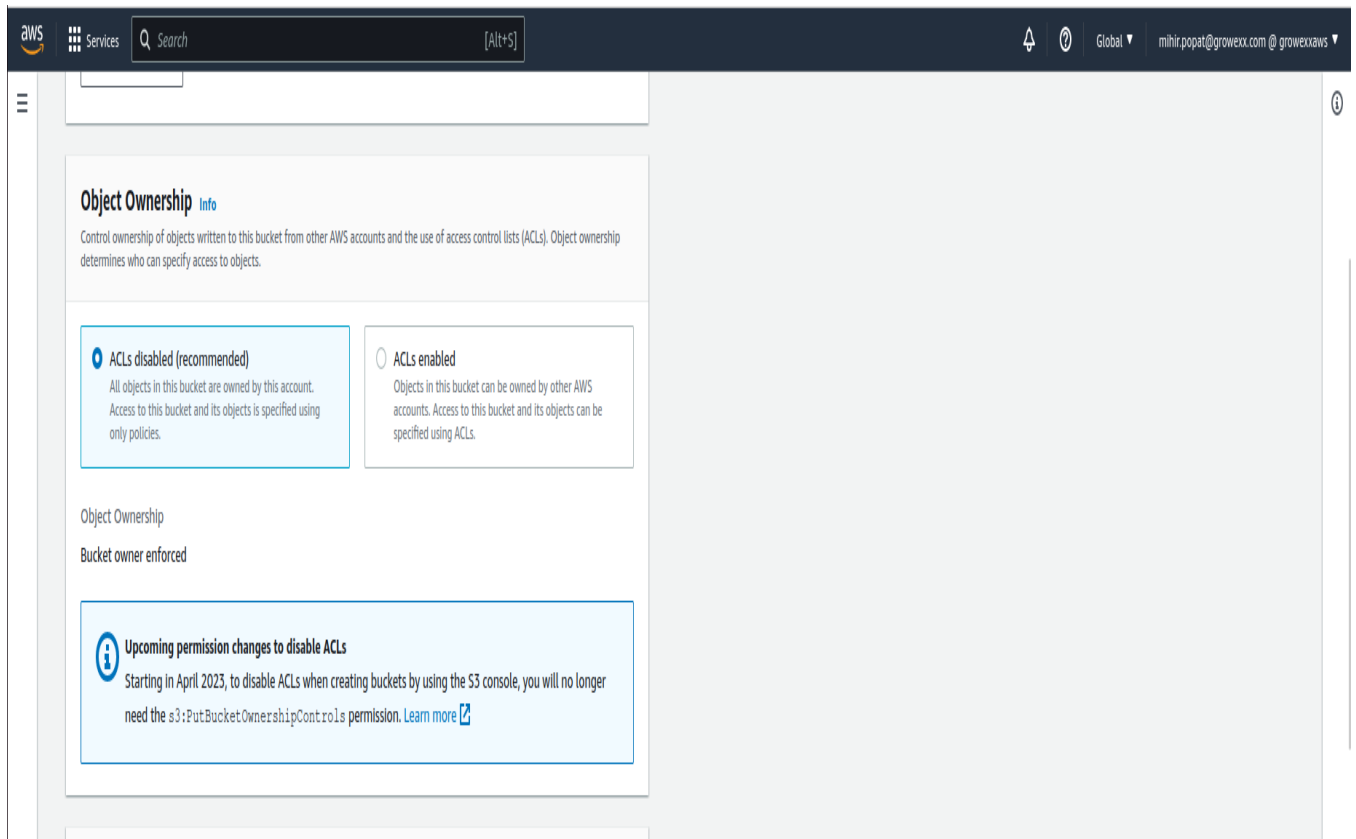 aws
Services
Search
[Alt+S]
Global
mihir.popat@growexx.com @ growexxaws
Object Ownership Info
Control ownership of objects written to this bucket from other AWS accounts and the use of access control lists (ACLs). Object ownership
determines who can specify access to objects.
ACLs disabled (recommended)
All objects in this bucket are owned by this account.
Access to this bucket and its objects is specified using
only policies.
ACLs enabled
Objects in this bucket can be owned by other AWS
accounts. Access to this bucket and its objects can be
specified using ACLs.
Object Ownership
Bucket owner enforced
Upcoming permission changes to disable ACLs
Starting in April 2023, to disable ACLs when creating buckets by using the S3 console, you will no longer
need the s3:PutBucketOwnershipControls permission. Learn more